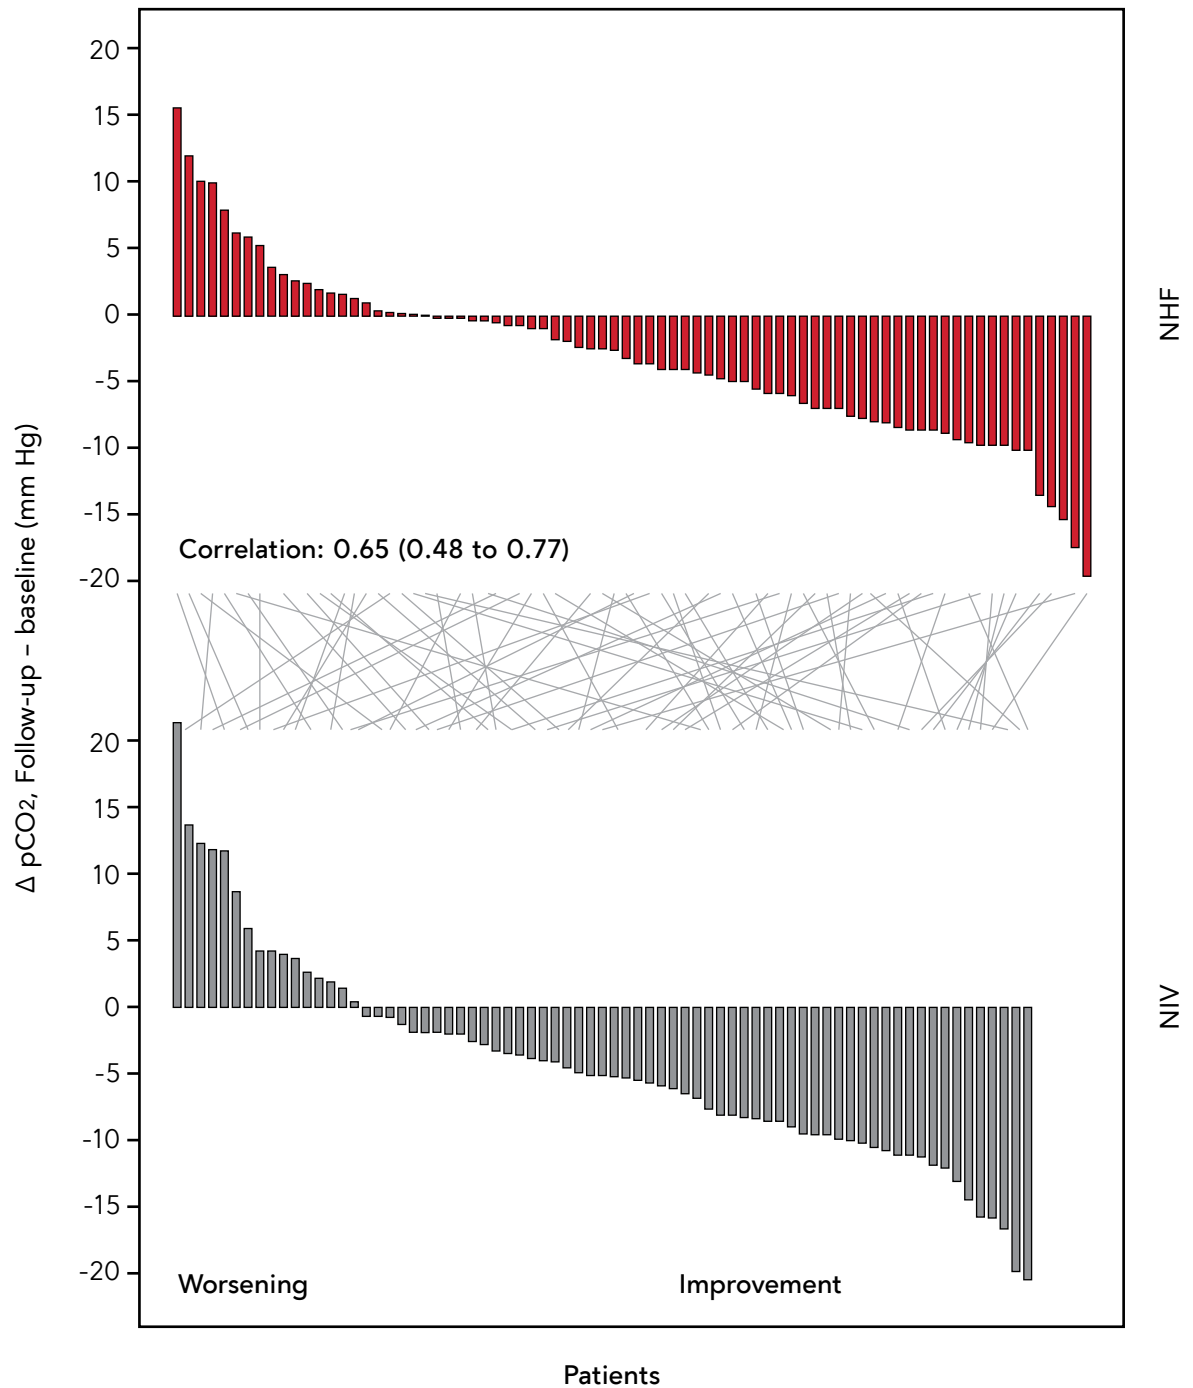 20
15
10
5
0
-5
-10
-15
-20
NHF
Correlation: 0.65 (0.48 to 0.77)
Δ pCO2, Follow-up – baseline (mm Hg)
20
15
10
5
0
-5
-10
-15
-20
NIV
Worsening
Improvement
Patients